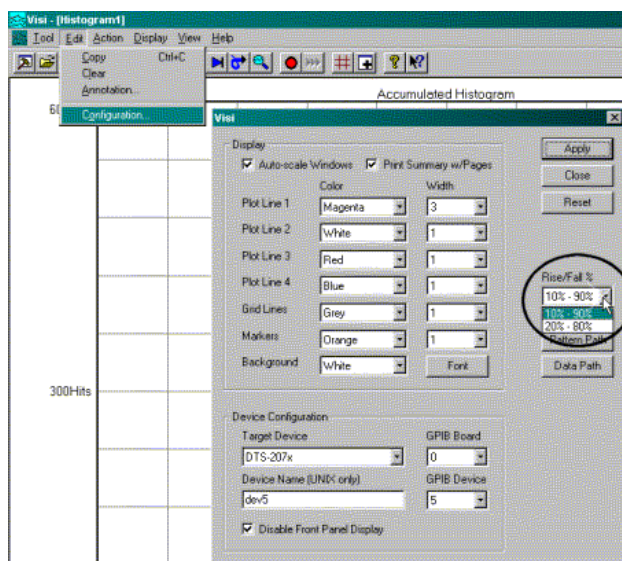 Visi - [Histogram1]
Tool Edit Action Display View Help
Copy Ctrl+C
Clear
Annotation...
Configuration...
Accumulated Histogram
300Hits
Visi
Display
Auto-scale Windows Print Summary w/Pages
Color Width
Plot Line 1 Magenta 3
Plot Line 2 White 1
Plot Line 3 Red 1
Plot Line 4 Blue 1
Grid Lines Grey 1
Markers Orange 1
Background White Font
Apply
Close
Reset
Rise/Fall %
10% - 90%
10% - 90%
20% - 80%
Pattern Path
Data Path
Device Configuration
Target Device GPIB Board
DTS-207x 0
Device Name (UNIX only) GPIB Device
dev5 5
Disable Front Panel Display